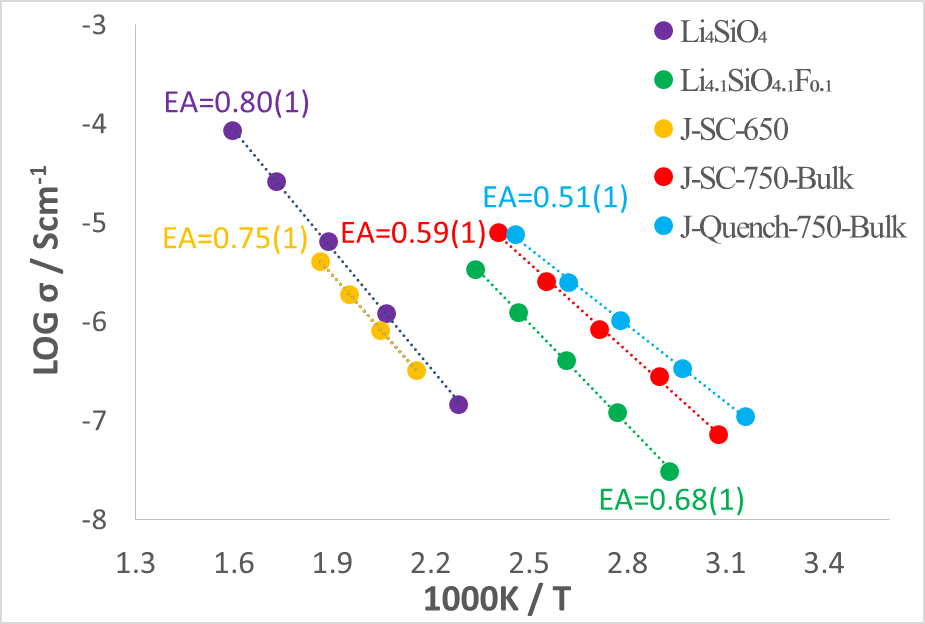 -3
-4
-5
-6
-7
-8
LOG σ / Scm⁻¹
EA=0.80(1)
EA=0.75(1)
EA=0.59(1)
EA=0.51(1)
EA=0.68(1)
Li₄SiO₄
Li₄.₁SiO₄.₁F₀.₁
J-SC-650
J-SC-750-Bulk
J-Quench-750-Bulk
1.3 1.6 1.9 2.2 2.5 2.8 3.1 3.4
1000K / T